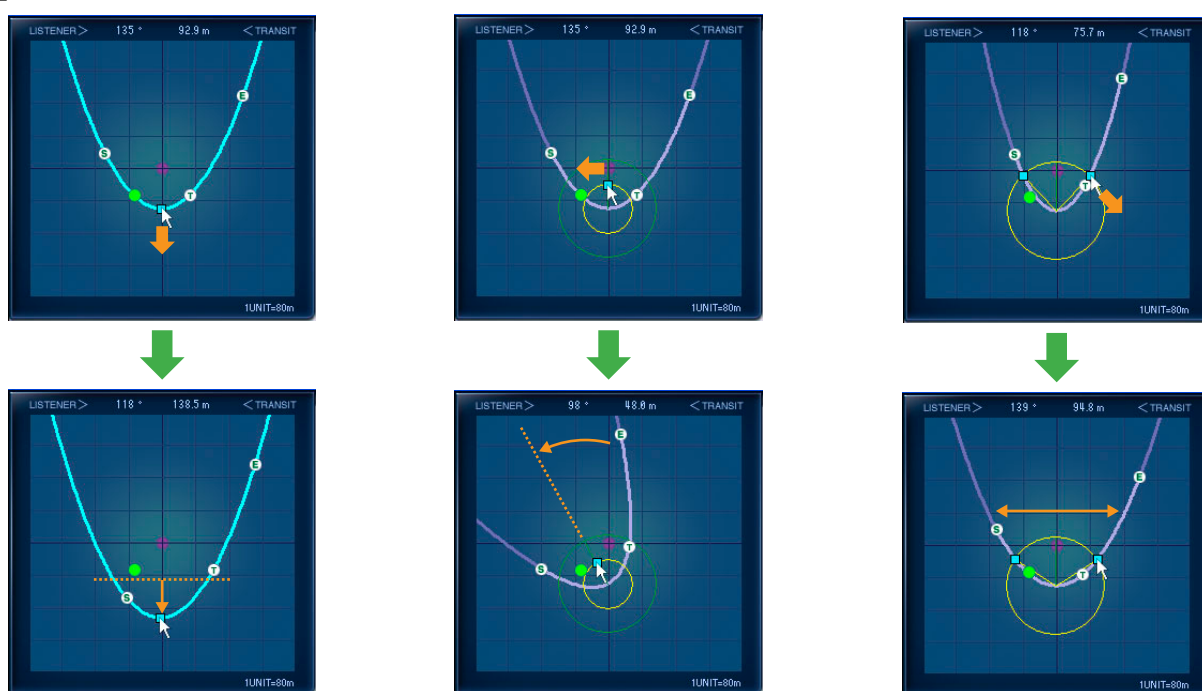 LISTENER> 135 ° 92.9 m <TRANSIT
E
S
T
1UNIT=80m
LISTENER> 135 ° 92.9 m <TRANSIT
E
S
T
1UNIT=80m
LISTENER> 118 ° 75.7 m <TRANSIT
E
S
T
1UNIT=80m
LISTENER> 118 ° 138.5 m <TRANSIT
E
T
S
1UNIT=80m
LISTENER> 98 ° 48.0 m <TRANSIT
E
T
S
1UNIT=80m
LISTENER> 139 ° 94.8 m <TRANSIT
E
S
T
1UNIT=80m